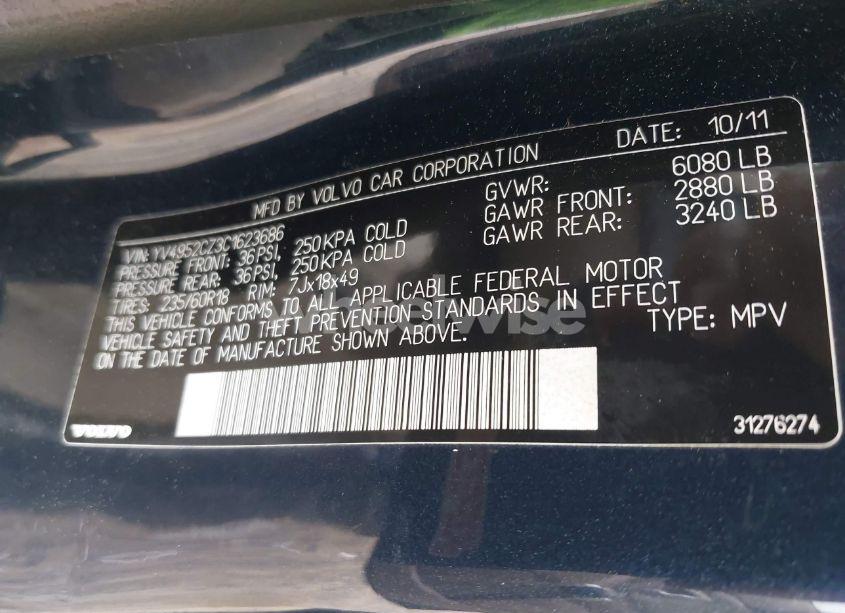 MFD BY VOLVO CAR CORPORATION DATE: 10/11
VIN: YV4952CZ3C1623686 GVWR: 6080 LB
PRESSURE FRONT: 36PSI, 250KPA COLD GAWR FRONT: 2880 LB
PRESSURE REAR: 36PSI, 250KPA COLD GAWR REAR: 3240 LB
TIRES: 235/60R18 RIM: 7Jx18x49
THIS VEHICLE CONFORMS TO ALL APPLICABLE FEDERAL MOTOR
VEHICLE SAFETY AND THEFT PREVENTION STANDARDS IN EFFECT
ON THE DATE OF MANUFACTURE SHOWN ABOVE. TYPE: MPV
wheelwise
VOLVO 31276274